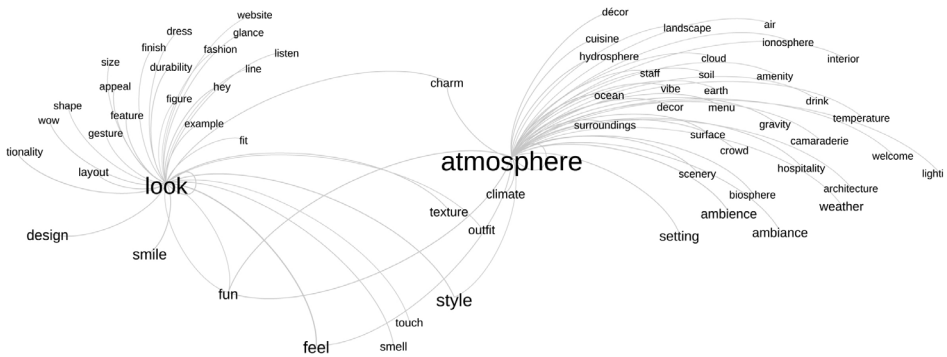 décor
website
air
landscape
dress
glance
cuisine
ionosphere
finish
fashion
listen
hydrosphere
cloud
interior
size
durability
line
staff
soil
amenity
appeal
hey
charm
vibe
earth
ocean
figure
drink
shape
decor
menu
feature
wow
temperature
example
surroundings
gravity
gesture
surface
fit
camaraderie
crowd
tionality
welcome
atmosphere
hospitality
layout
scenery
lighti
look
architecture
climate
biosphere
weather
texture
ambience
outfit
ambiance
design
setting
smile
fun
style
touch
feel
smell